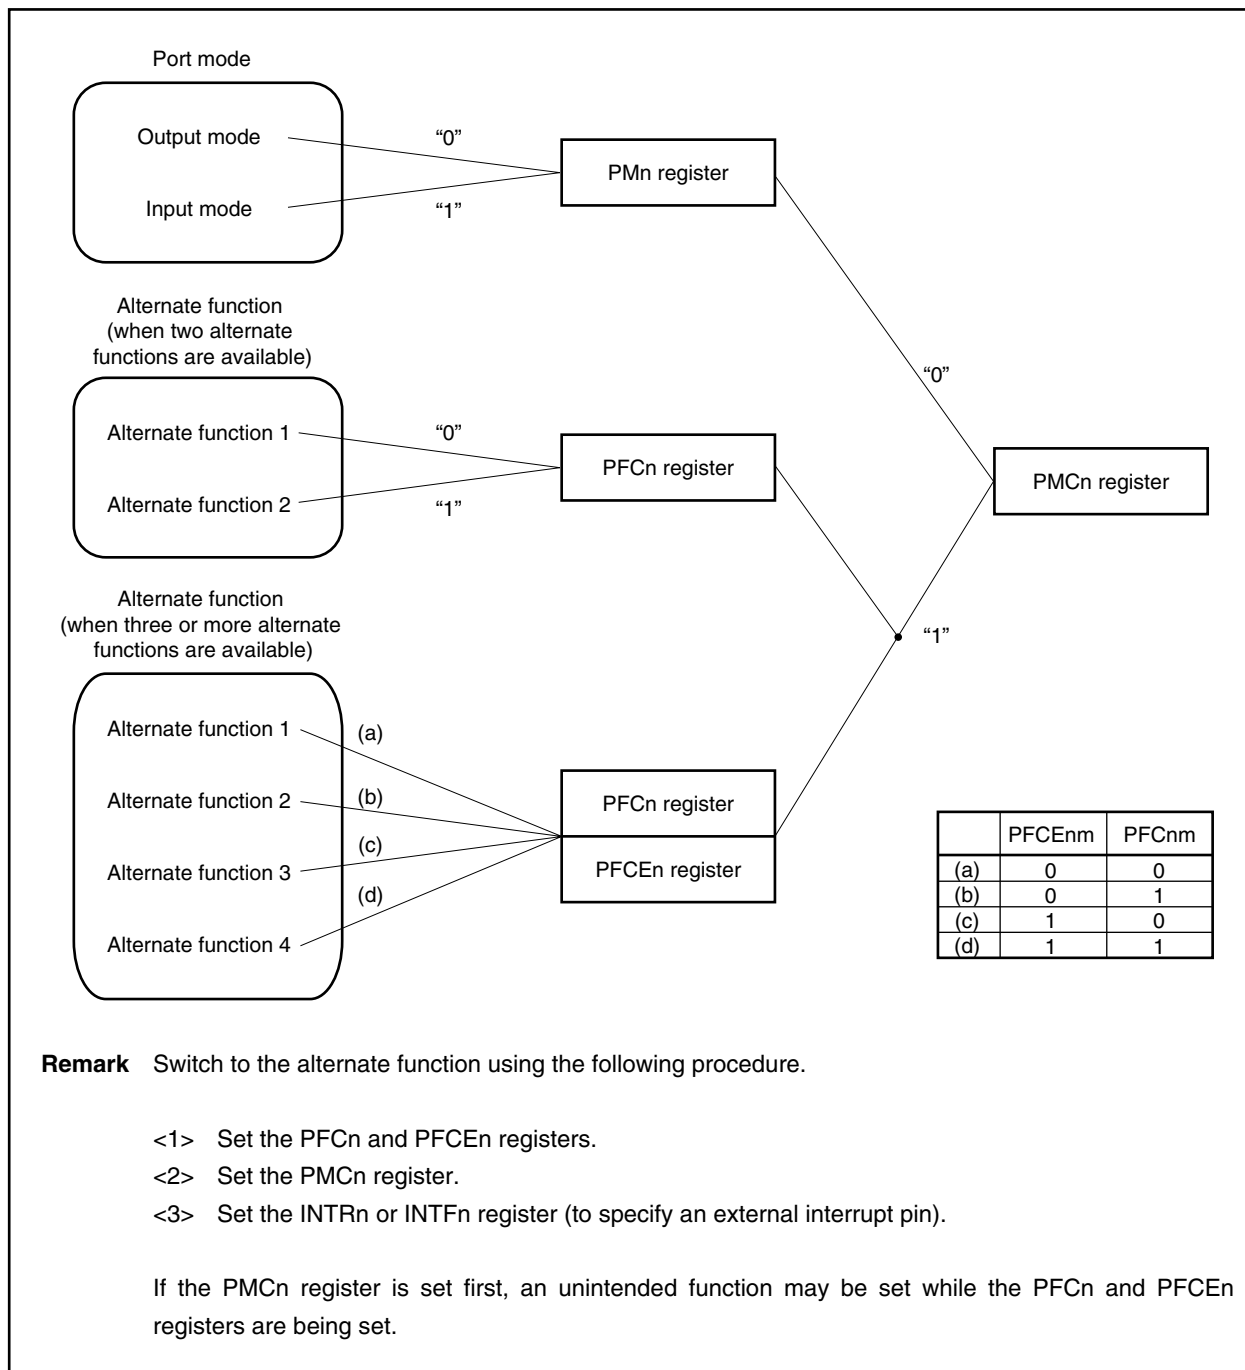 Port mode
Output mode
“0”
PMn register
Input mode
“1”
Alternate function
(when two alternate
functions are available)
“0”
Alternate function 1
“0”
PFCn register
PMCn register
Alternate function 2
“1”
Alternate function
(when three or more alternate
functions are available)
“1”
Alternate function 1
(a)
Alternate function 2
(b)
PFCn register
Alternate function 3
(c)
PFCEn register
(d)
Alternate function 4
PFCEnm PFCnm
(a) 0 0
(b) 0 1
(c) 1 0
(d) 1 1
Remark Switch to the alternate function using the following procedure.
<1> Set the PFCn and PFCEn registers.
<2> Set the PMCn register.
<3> Set the INTRn or INTFn register (to specify an external interrupt pin).
If the PMCn register is set first, an unintended function may be set while the PFCn and PFCEn
registers are being set.